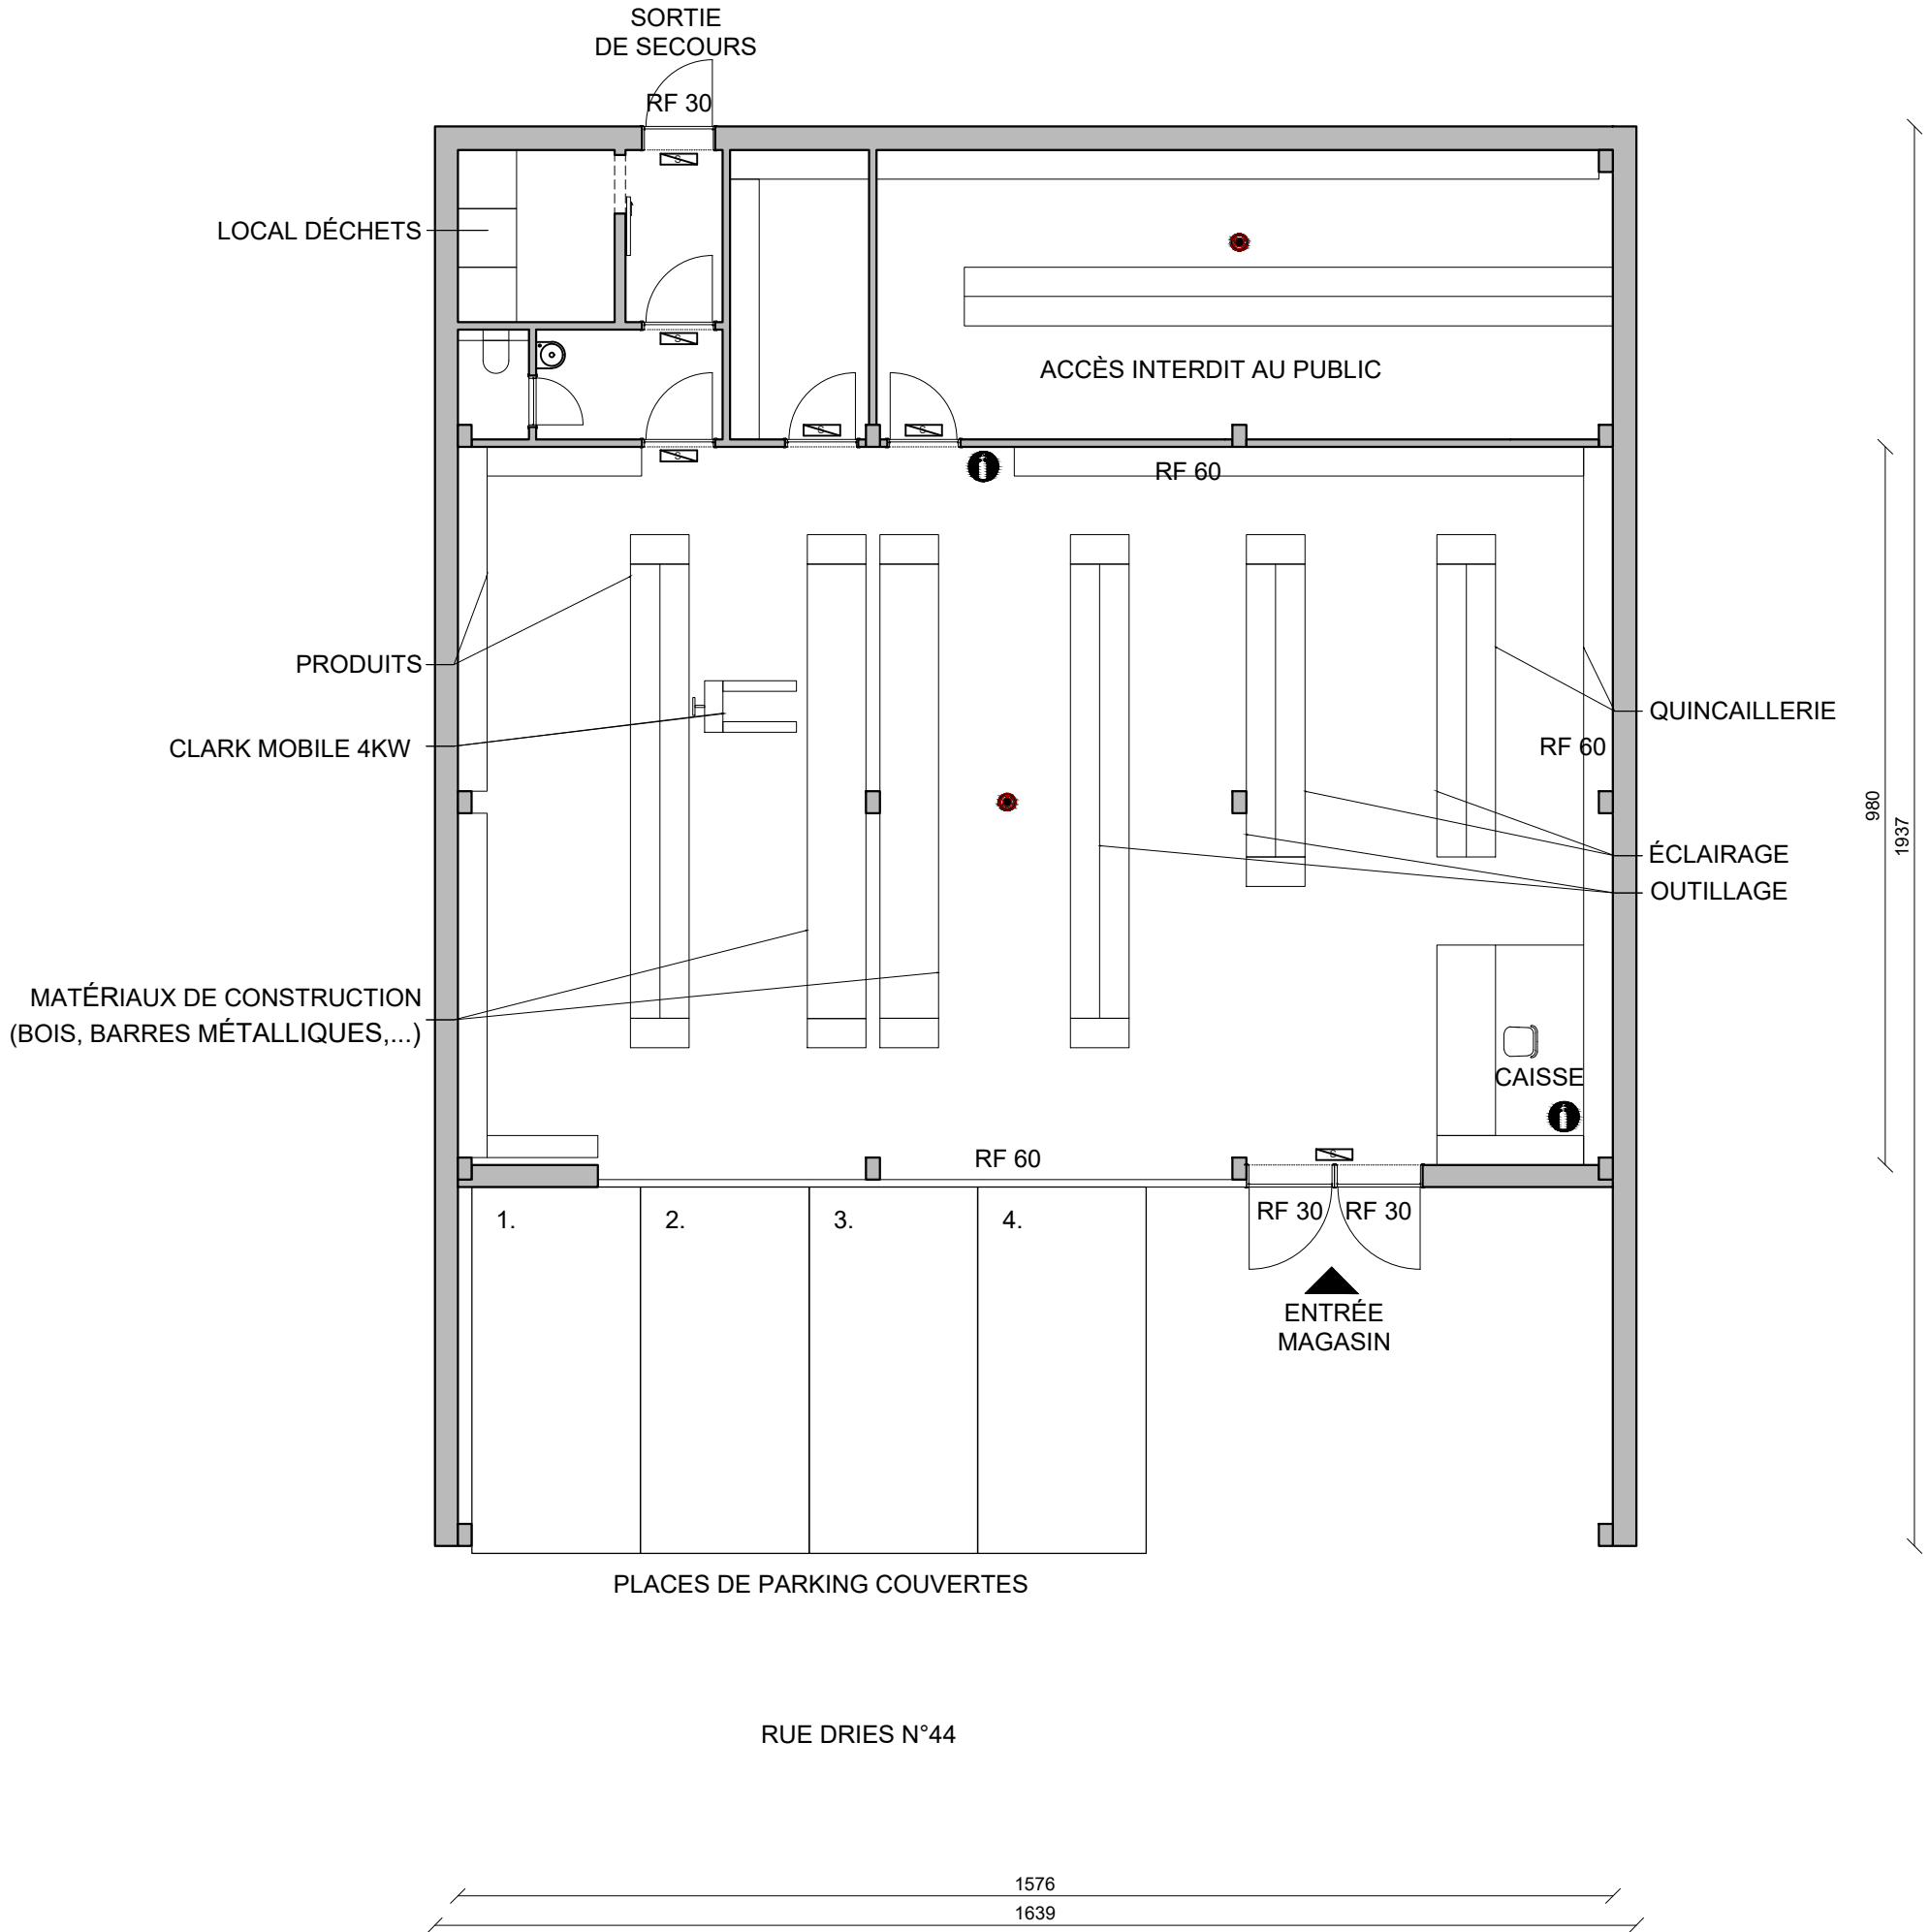 SORTIE
DE SECOURS
RF 30
LOCAL DÉCHETS
ACCÈS INTERDIT AU PUBLIC
RF 60
PRODUITS
QUINCAILLERIE
CLARK MOBILE 4KW
RF 60
980
1937
ÉCLAIRAGE
OUTILLAGE
MATÉRIAUX DE CONSTRUCTION
(BOIS, BARRES MÉTALLIQUES,...)
CAISSE
RF 60
RF 30
RF 30
1.
2.
3.
4.
ENTRÉE
MAGASIN
PLACES DE PARKING COUVERTES
RUE DRIES N°44
1576
1639